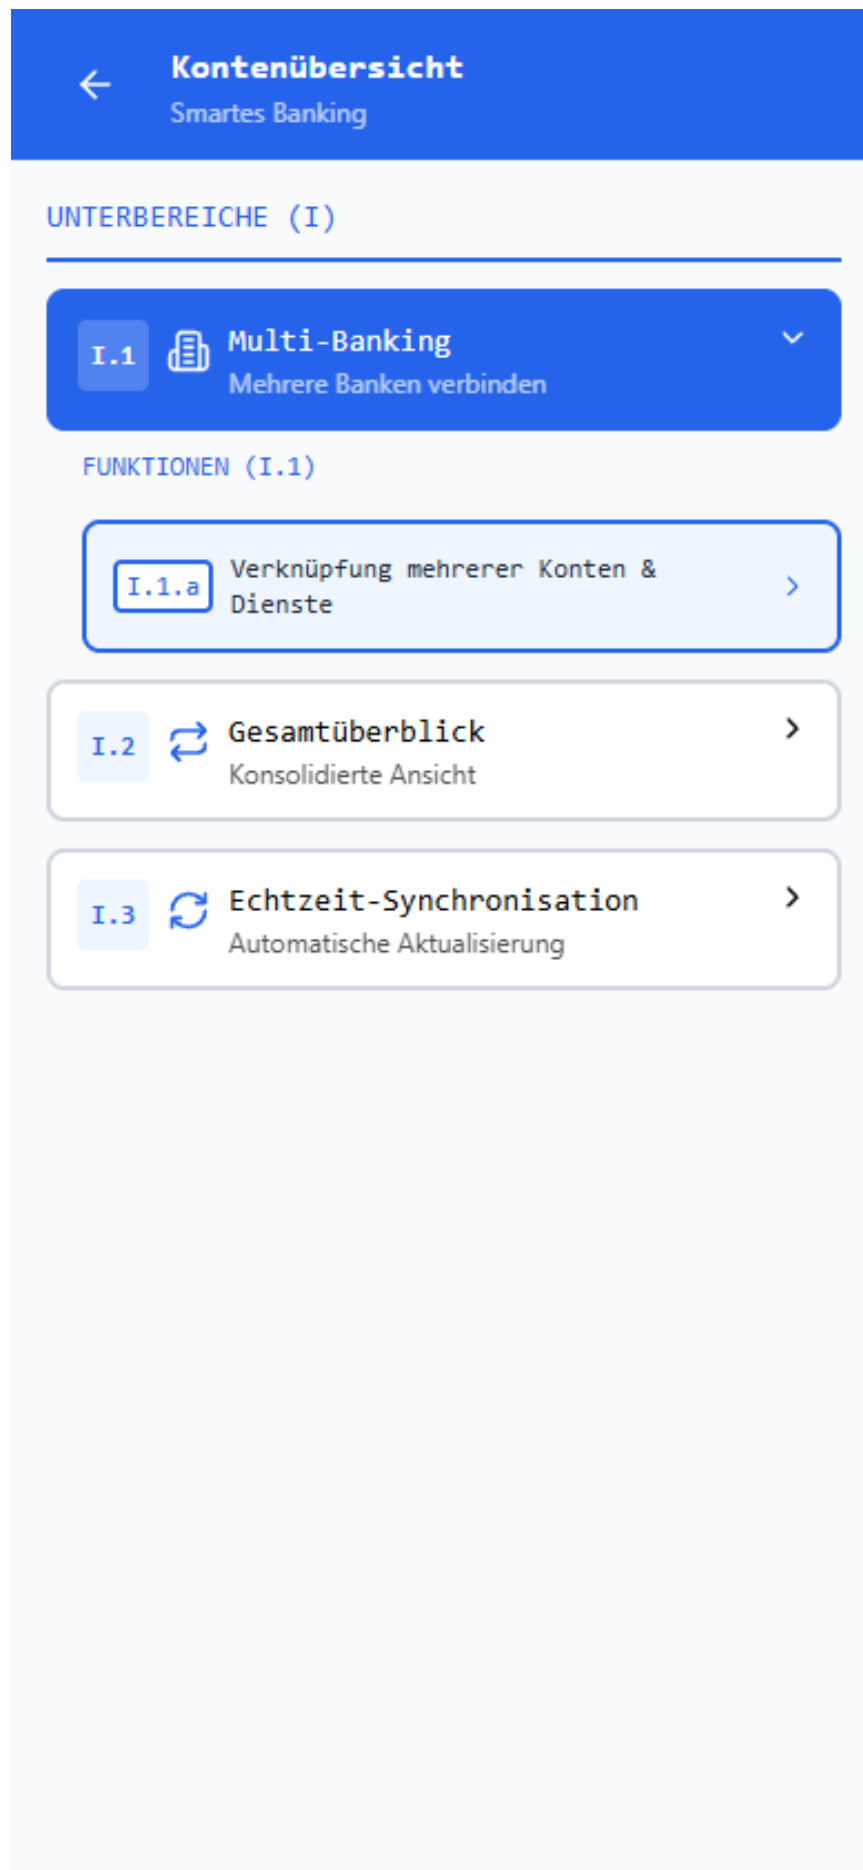 Kontenübersicht
Smartes Banking
UNTERBEREICHE (I)
I.1
Multi-Banking
Mehrere Banken verbinden
FUNKTIONEN (I.1)
I.1.a
Verknüpfung mehrerer Konten &
Dienste
I.2
Gesamtüberblick
Konsolidierte Ansicht
I.3
Echtzeit-Synchronisation
Automatische Aktualisierung